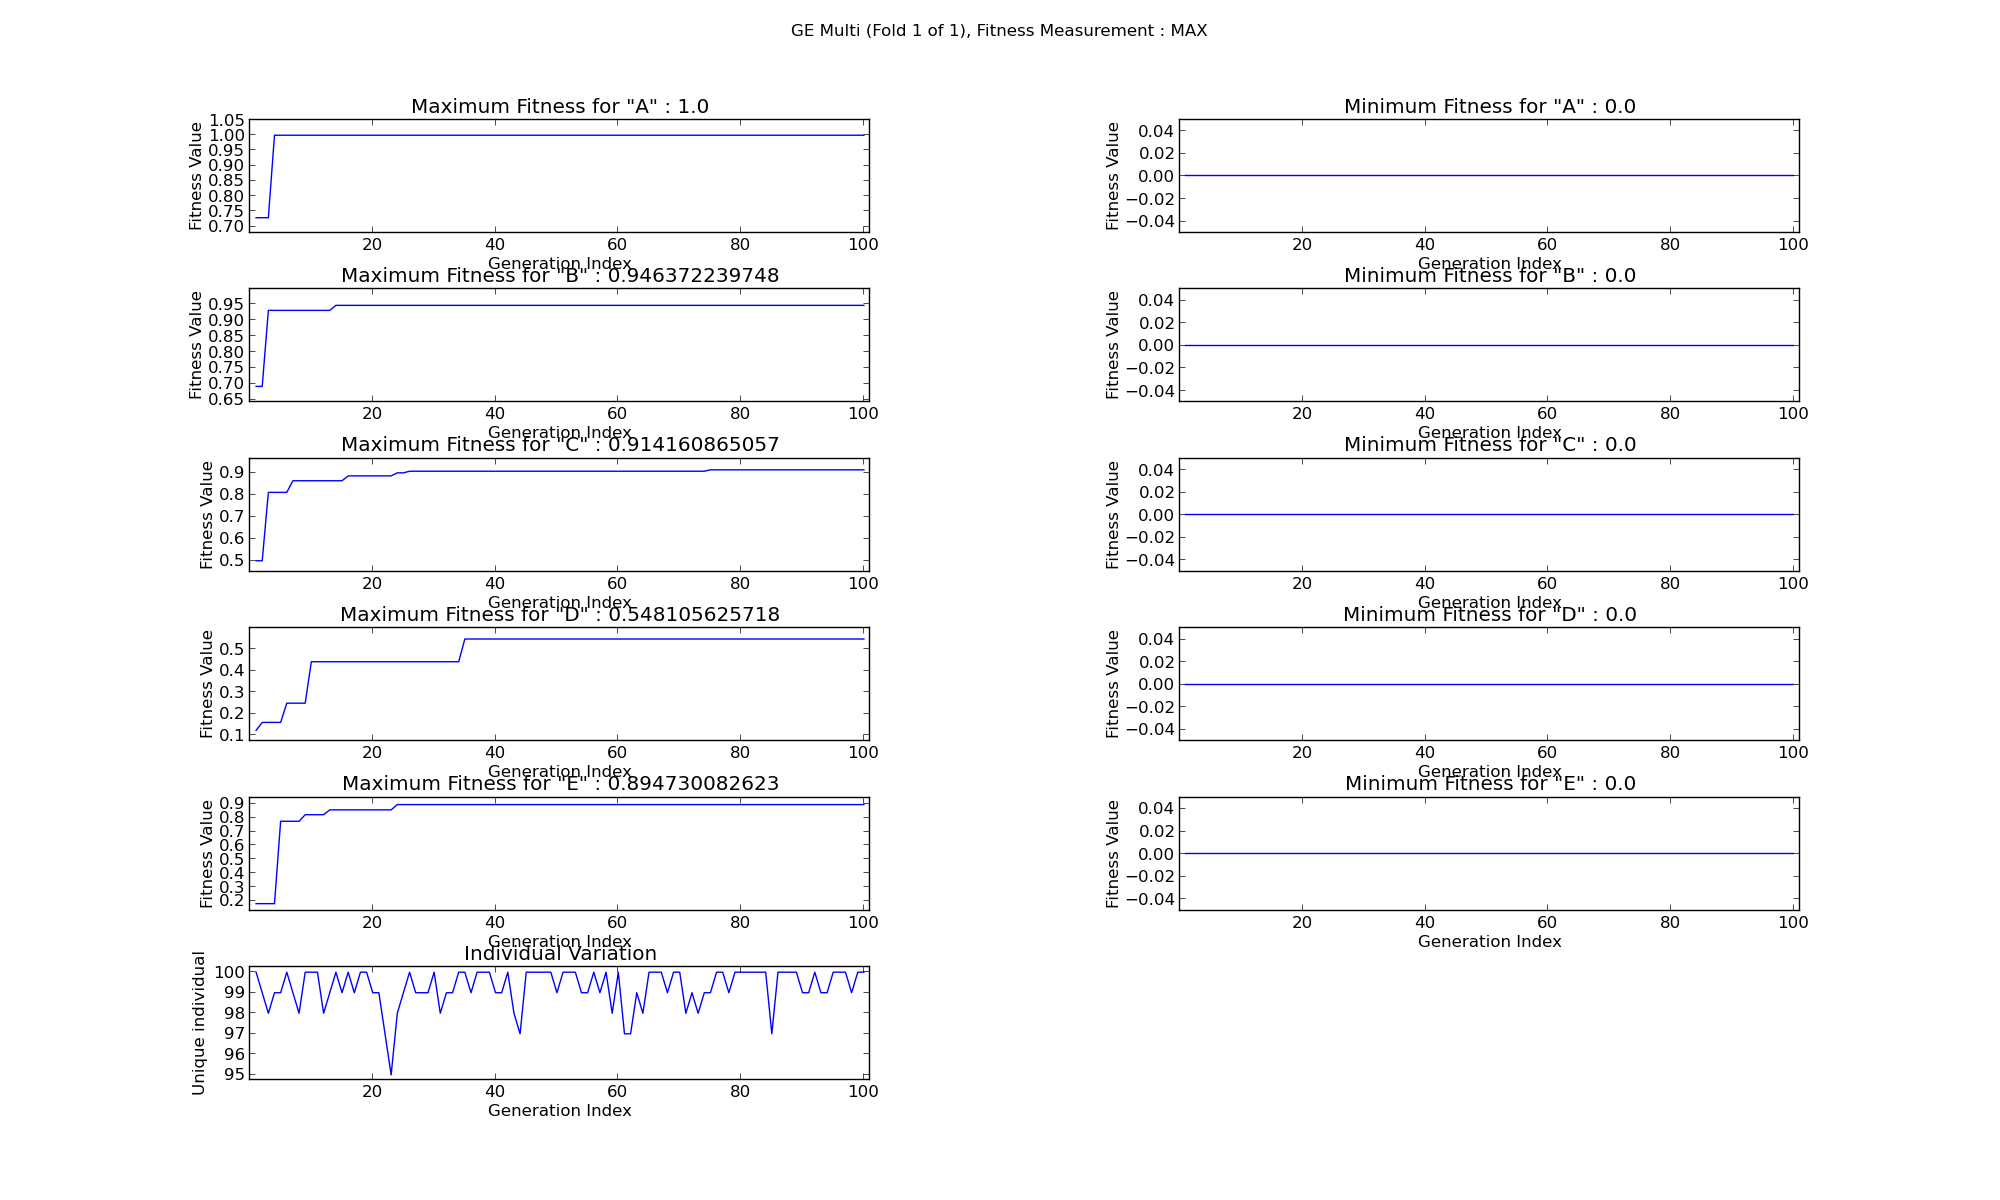 GE Multi (Fold 1 of 1), Fitness Measurement : MAX
Maximum Fitness for "A" : 1.0
Fitness Value
1.05
1.00
0.95
0.90
0.85
0.80
0.75
0.70
20 40 60 80 100
Generation Index
Minimum Fitness for "A" : 0.0
Fitness Value
0.04
0.02
0.00
−0.02
−0.04
20 40 60 80 100
Generation Index
Maximum Fitness for "B" : 0.946372239748
Fitness Value
0.95
0.90
0.85
0.80
0.75
0.70
0.65
20 40 60 80 100
Generation Index
Minimum Fitness for "B" : 0.0
Fitness Value
0.04
0.02
0.00
−0.02
−0.04
20 40 60 80 100
Generation Index
Maximum Fitness for "C" : 0.914160865057
Fitness Value
0.9
0.8
0.7
0.6
0.5
20 40 60 80 100
Generation Index
Minimum Fitness for "C" : 0.0
Fitness Value
0.04
0.02
0.00
−0.02
−0.04
20 40 60 80 100
Generation Index
Maximum Fitness for "D" : 0.548105625718
Fitness Value
0.5
0.4
0.3
0.2
0.1
20 40 60 80 100
Generation Index
Minimum Fitness for "D" : 0.0
Fitness Value
0.04
0.02
0.00
−0.02
−0.04
20 40 60 80 100
Generation Index
Maximum Fitness for "E" : 0.894730082623
Fitness Value
0.9
0.8
0.7
0.6
0.5
0.4
0.3
0.2
20 40 60 80 100
Generation Index
Minimum Fitness for "E" : 0.0
Fitness Value
0.04
0.02
0.00
−0.02
−0.04
20 40 60 80 100
Generation Index
Individual Variation
Unique individual
100
99
98
97
96
95
20 40 60 80 100
Generation Index